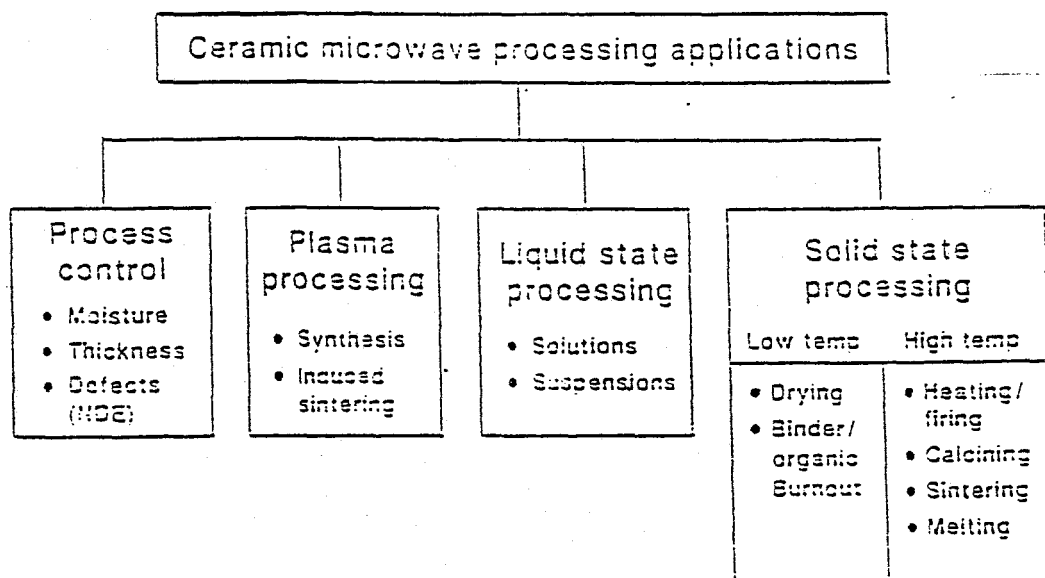 Ceramic microwave processing applications
Process
control
• Moisture
• Thickness
• Defects
(NDE)
Plasma
processing
• Synthesis
• Induced
sintering
Liquid state
processing
• Solutions
• Suspensions
Solid state
processing
Low temp
• Drying
• Binder/
organic
Burnout
High temp
• Heating/
firing
• Calcining
• Sintering
• Melting